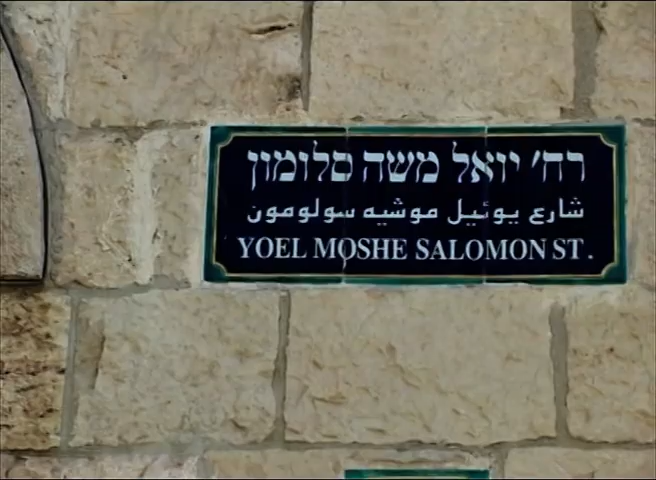 רח׳ יואל משה סלומון
شارع يوئيل موشيه سولومون
YOEL MOSHE SALOMON ST.